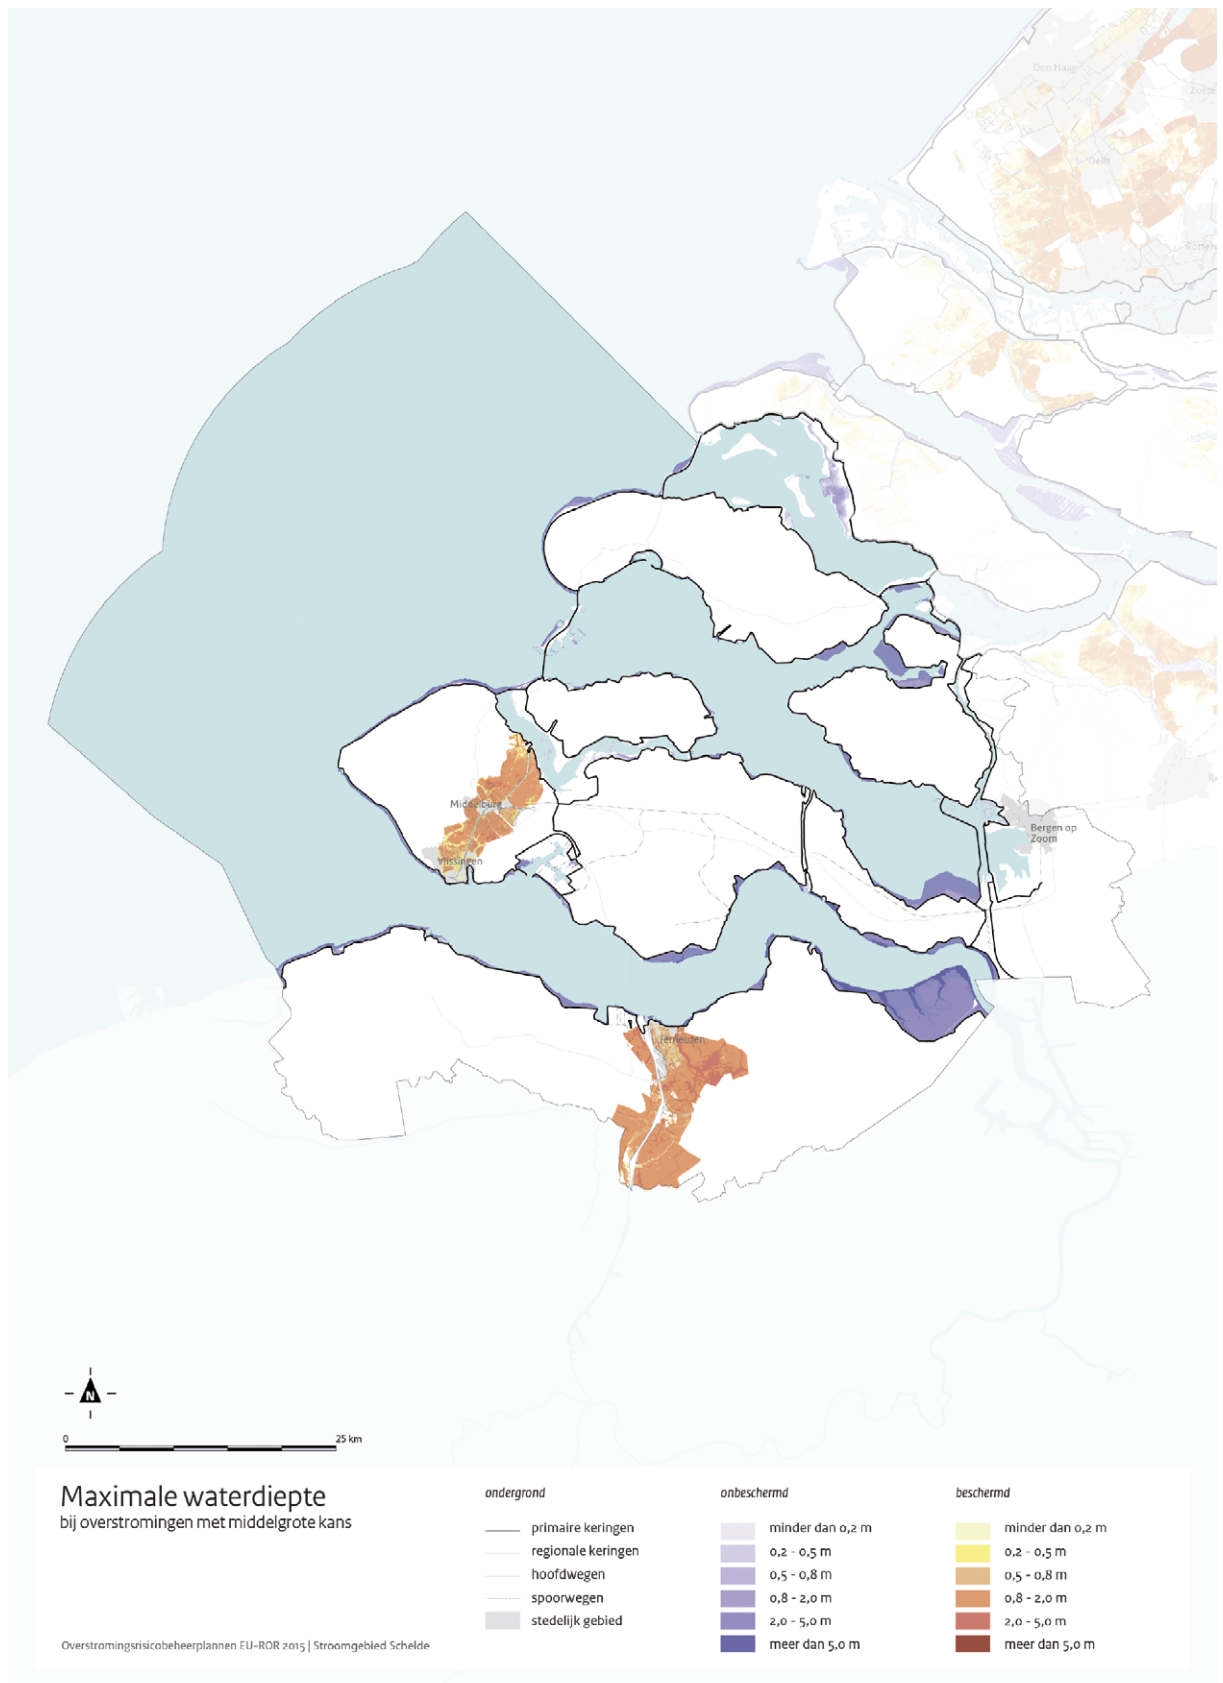 Den Haag
Delft
Middelburg
Vlissingen
Bergen op
Zoom
Terneuzen
N
0
25 km
Maximale waterdiepte
bij overstromingen met middelgrote kans
Overstromingsrisicobeheerplannen EU-ROR 2015 | Stroomgebied Schelde
ondergrond
primaire keringen
regionale keringen
hoofdwegen
spoorwegen
stedelijk gebied
onbeschermd
minder dan 0,2 m
0,2 - 0,5 m
0,5 - 0,8 m
0,8 - 2,0 m
2,0 - 5,0 m
meer dan 5,0 m
beschermd
minder dan 0,2 m
0,2 - 0,5 m
0,5 - 0,8 m
0,8 - 2,0 m
2,0 - 5,0 m
meer dan 5,0 m